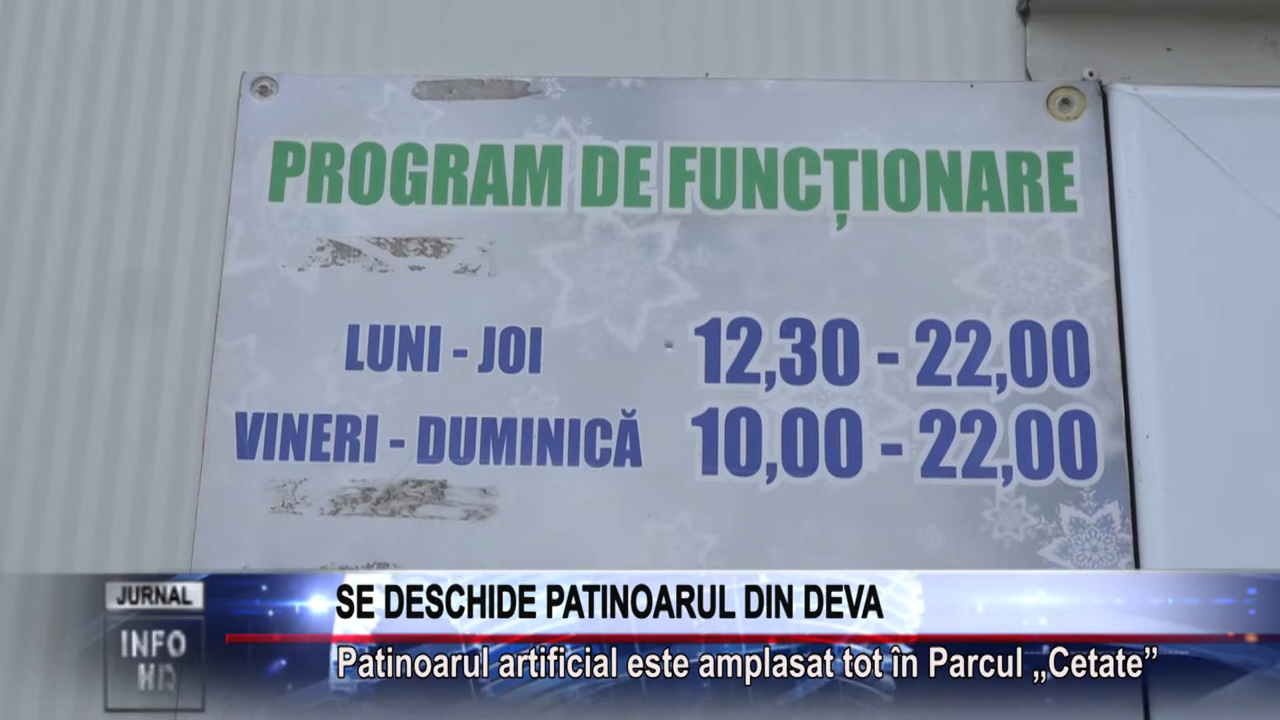 PROGRAM DE FUNCȚIONARE
LUNI - JOI 12,30 - 22,00
VINERI - DUMINICĂ 10,00 - 22,00
JURNAL
INFO
HD
SE DESCHIDE PATINOARUL DIN DEVA
Patinoarul artificial este amplasat tot în Parcul „Cetate”